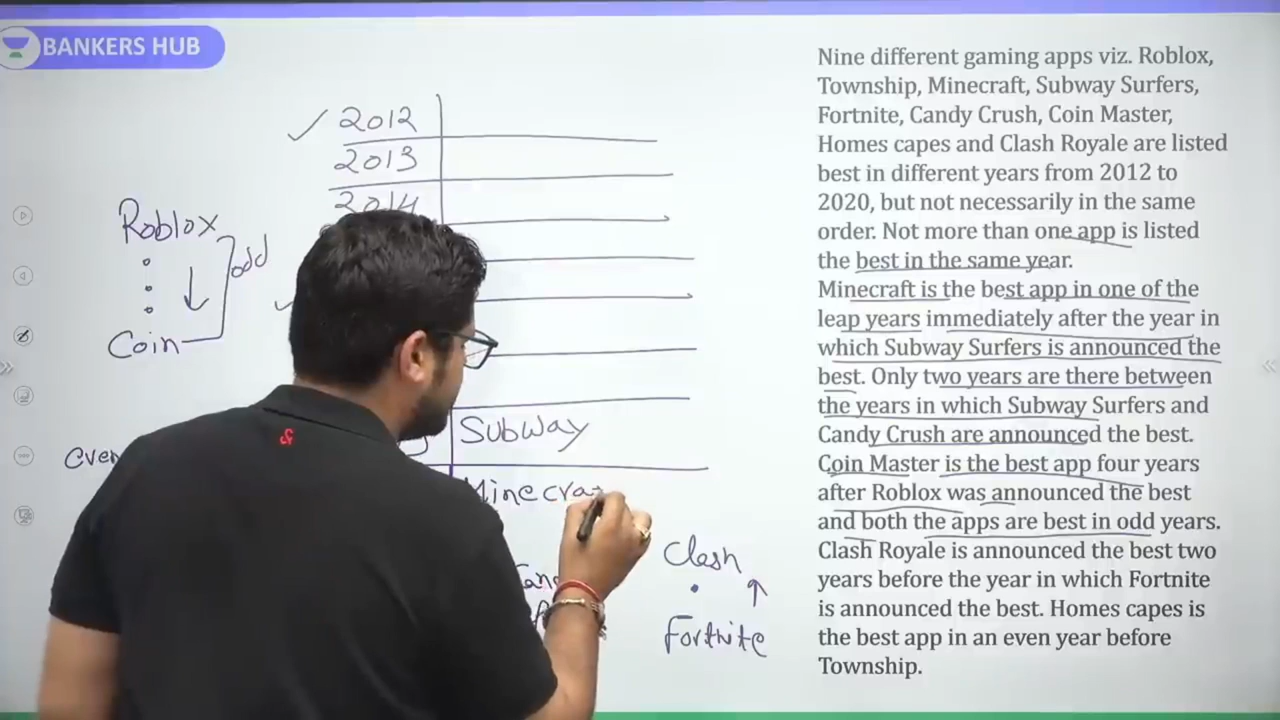 BANKERS HUB
Nine different gaming apps viz. Roblox,
Township, Minecraft, Subway Surfers,
Fortnite, Candy Crush, Coin Master,
Homes capes and Clash Royale are listed
best in different years from 2012 to
2020, but not necessarily in the same
order. Not more than one app is listed
the best in the same year.
Minecraft is the best app in one of the
leap years immediately after the year in
which Subway Surfers is announced the
best. Only two years are there between
the years in which Subway Surfers and
Candy Crush are announced the best.
Coin Master is the best app four years
after Roblox was announced the best
and both the apps are best in odd years.
Clash Royale is announced the best two
years before the year in which Fortnite
is announced the best. Homes capes is
the best app in an even year before
Township.
2012
2013
2014
Roblox
odd
Coin
Subway
Clash
Fortnite